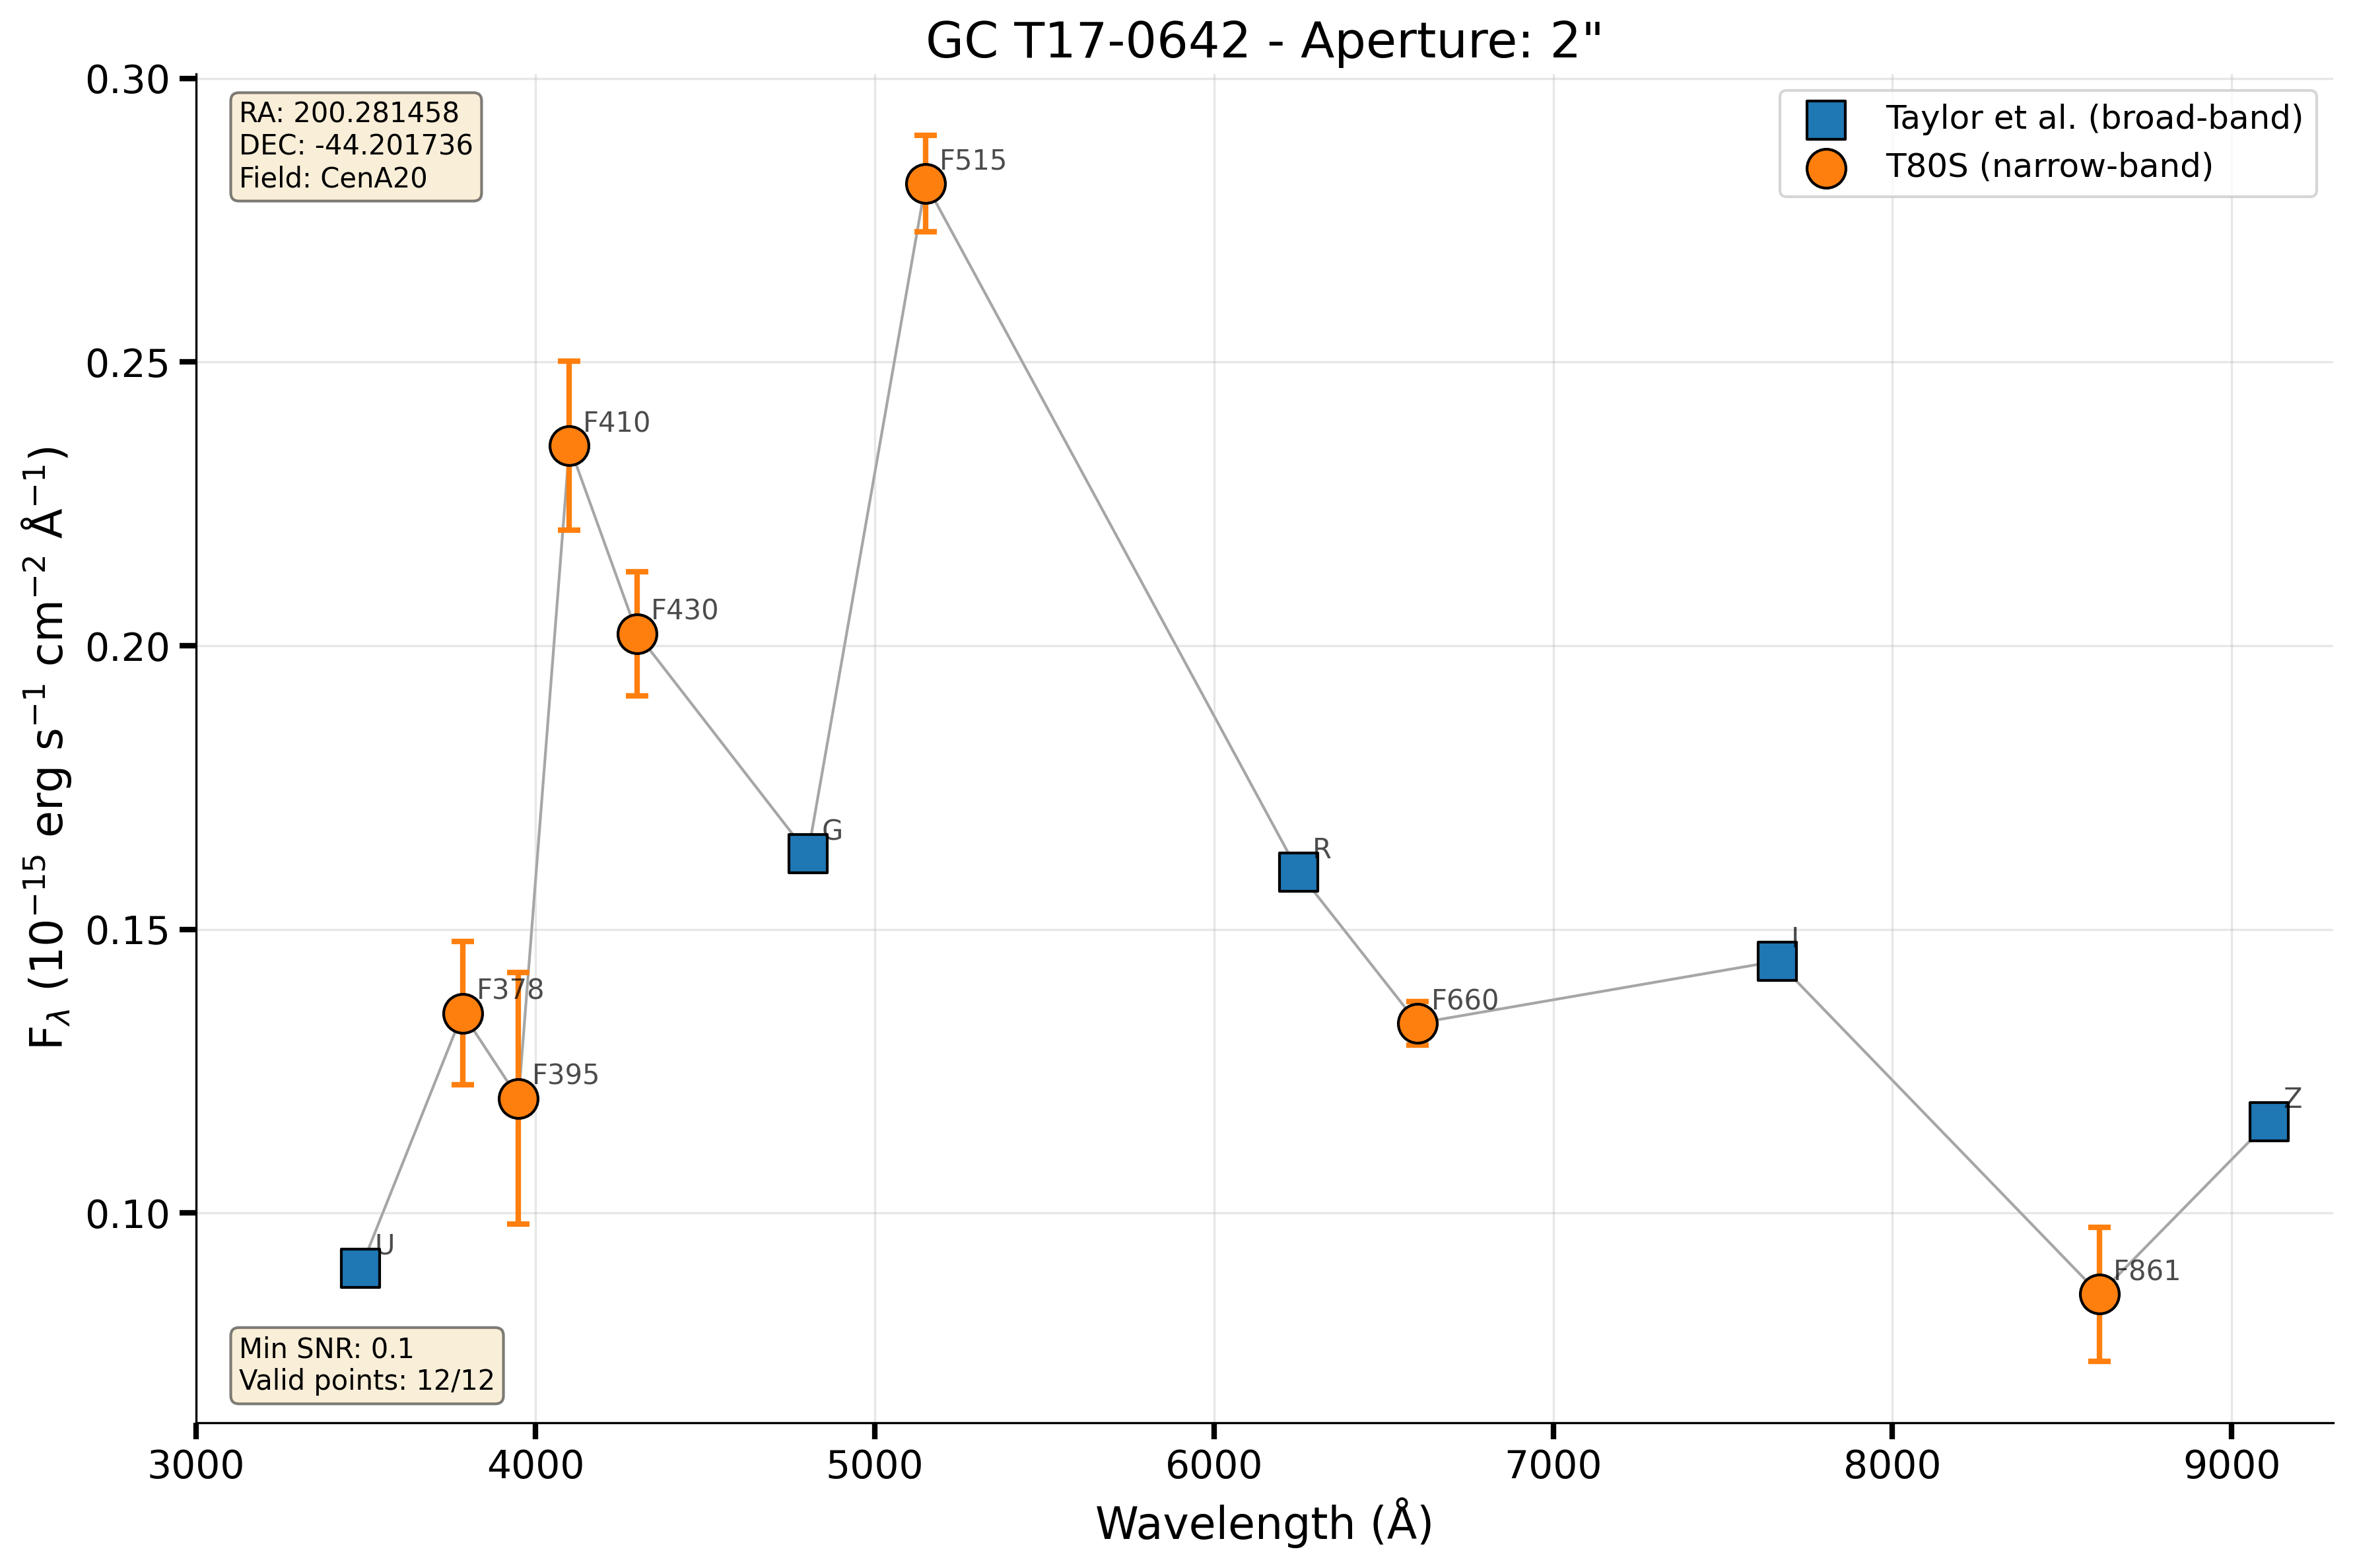 GC T17-0642 - Aperture: 2"
RA: 200.281458
DEC: -44.201736
Field: CenA20
Taylor et al. (broad-band)
T80S (narrow-band)
F_λ (10⁻¹⁵ erg s⁻¹ cm⁻² Å⁻¹)
0.30
0.25
0.20
0.15
0.10
F515
F410
F430
G
R
I
F378
F660
F395
Z
U
F861
Min SNR: 0.1
Valid points: 12/12
3000 4000 5000 6000 7000 8000 9000
Wavelength (Å)